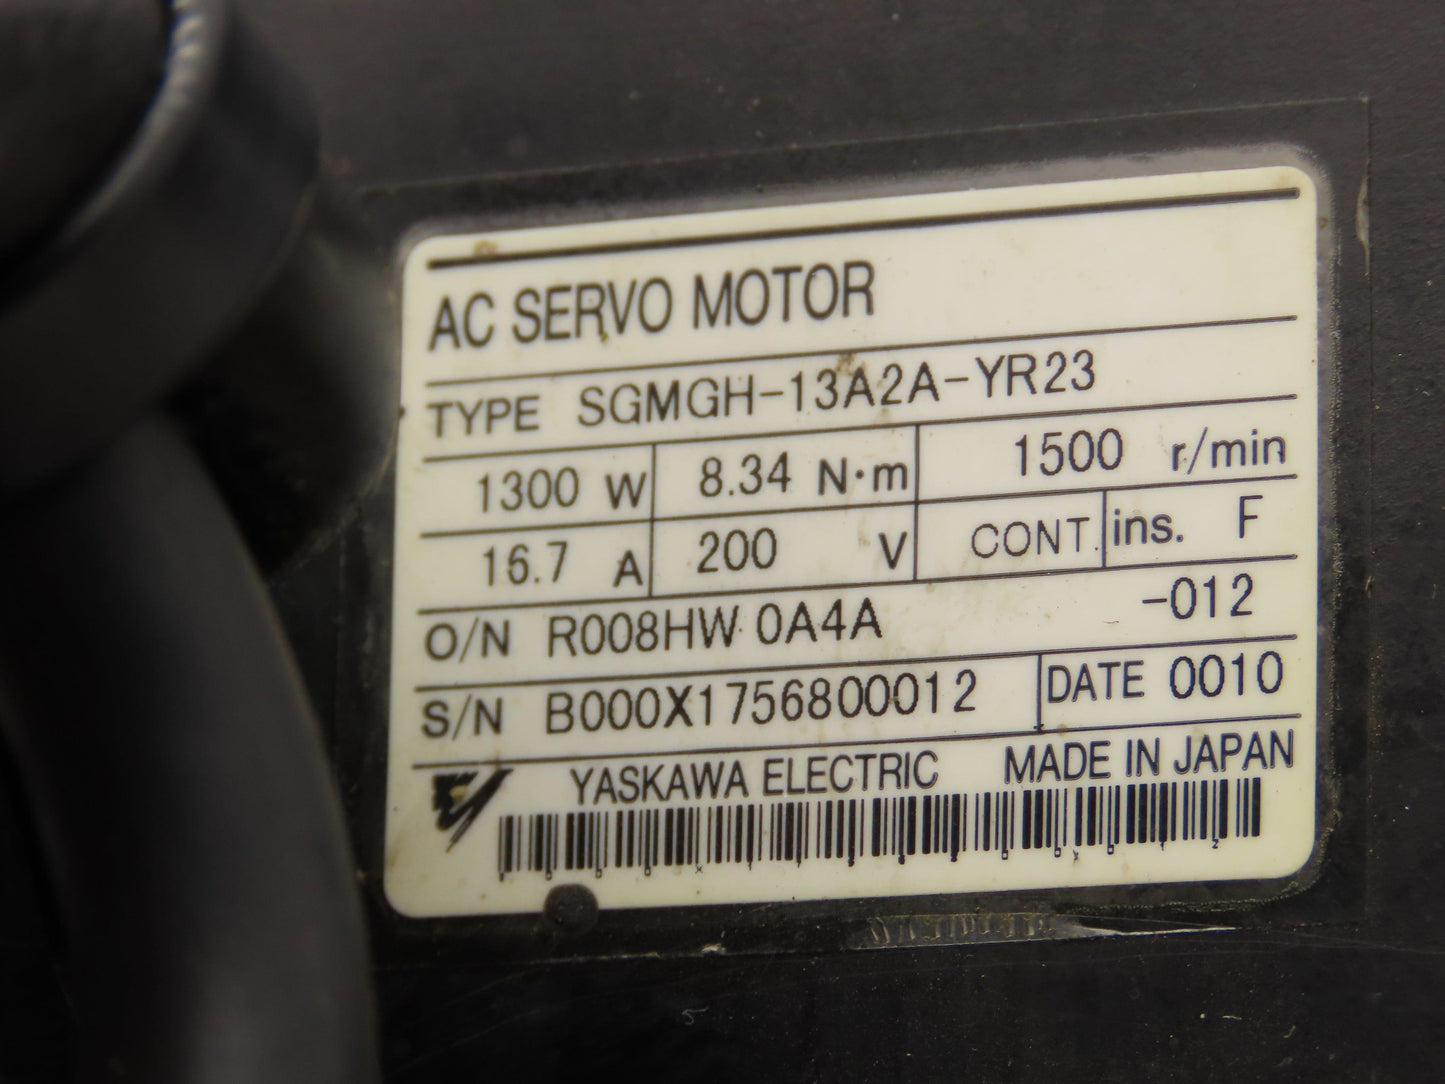 AC SERVO MOTOR
TYPE SGMGH-13A2A-YR23
1300 W 8.34 N·m 1500 r/min
16.7 A 200 V CONT. ins. F
O/N R008HW 0A4A -012
S/N B000X1756800012 DATE 0010
YASKAWA ELECTRIC MADE IN JAPAN